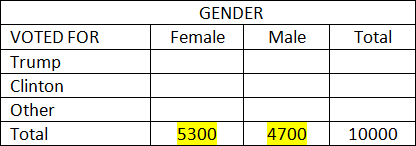 GENDER
VOTED FOR Female Male Total
Trump
Clinton
Other
Total 5300 4700 10000